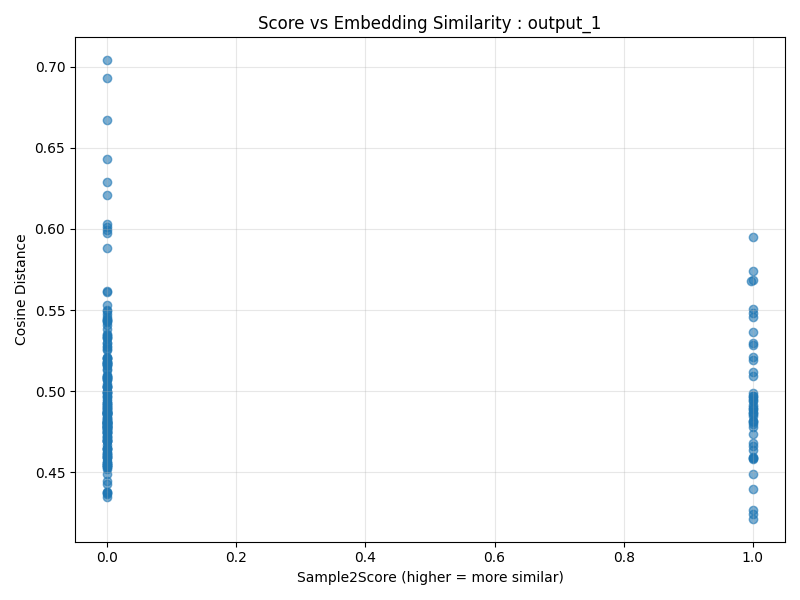 Score vs Embedding Similarity : output_1
0.70
0.65
0.60
0.55
0.50
0.45
Cosine Distance
0.0 0.2 0.4 0.6 0.8 1.0
Sample2Score (higher = more similar)